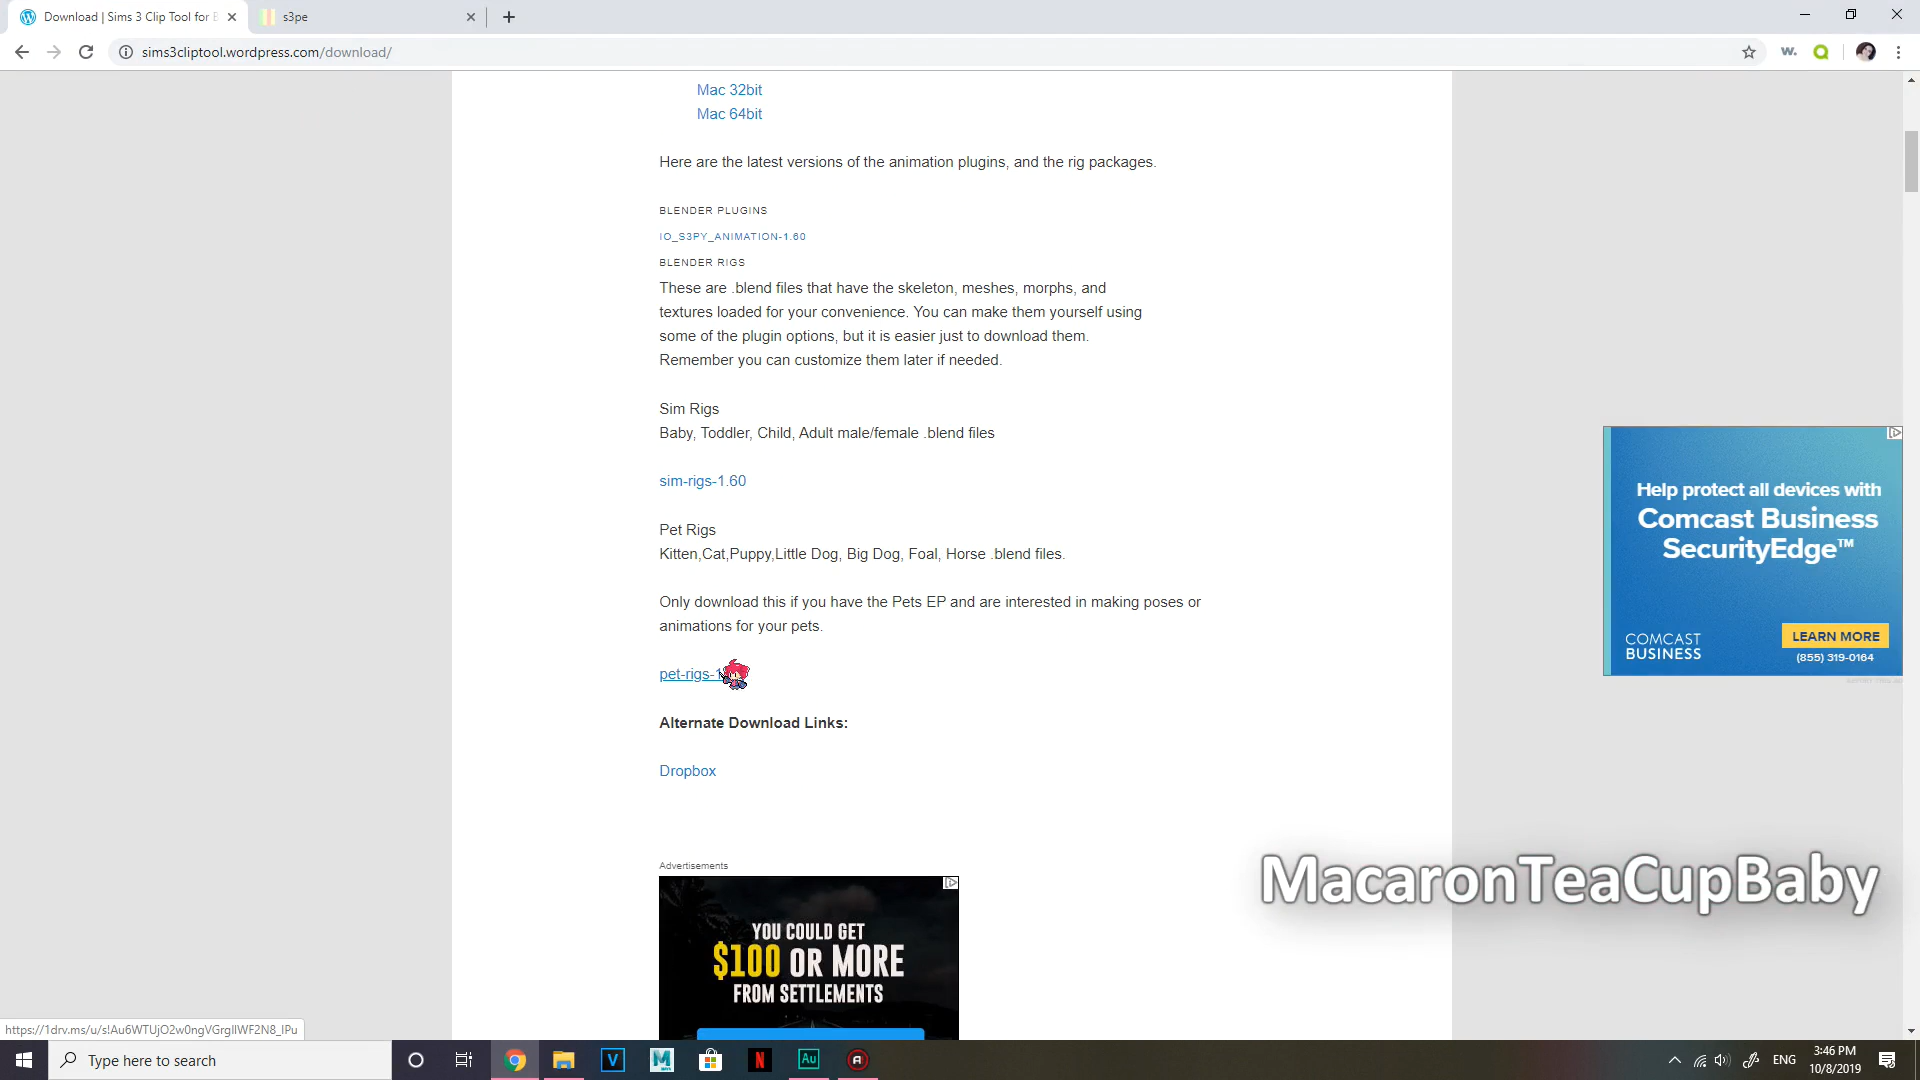 Download | Sims 3 Clip Tool for B
s3pe
sims3cliptool.wordpress.com/download/
w.
Mac 32bit
Mac 64bit
Here are the latest versions of the animation plugins, and the rig packages.
BLENDER PLUGINS
IO_S3PY_ANIMATION-1.60
BLENDER RIGS
These are .blend files that have the skeleton, meshes, morphs, and
textures loaded for your convenience. You can make them yourself using
some of the plugin options, but it is easier just to download them.
Remember you can customize them later if needed.
Sim Rigs
Baby, Toddler, Child, Adult male/female .blend files
sim-rigs-1.60
Pet Rigs
Kitten,Cat,Puppy,Little Dog, Big Dog, Foal, Horse .blend files.
Only download this if you have the Pets EP and are interested in making poses or
animations for your pets.
pet-rigs-1
Alternate Download Links:
Dropbox
Help protect all devices with
Comcast Business
SecurityEdge™
COMCAST
BUSINESS
LEARN MORE
(855) 319-0164
Advertisements
YOU COULD GET
$100 OR MORE
FROM SETTLEMENTS
MacaronTeaCupBaby
Type here to search
V
M
N
Au
ENG
3:46 PM
10/8/2019